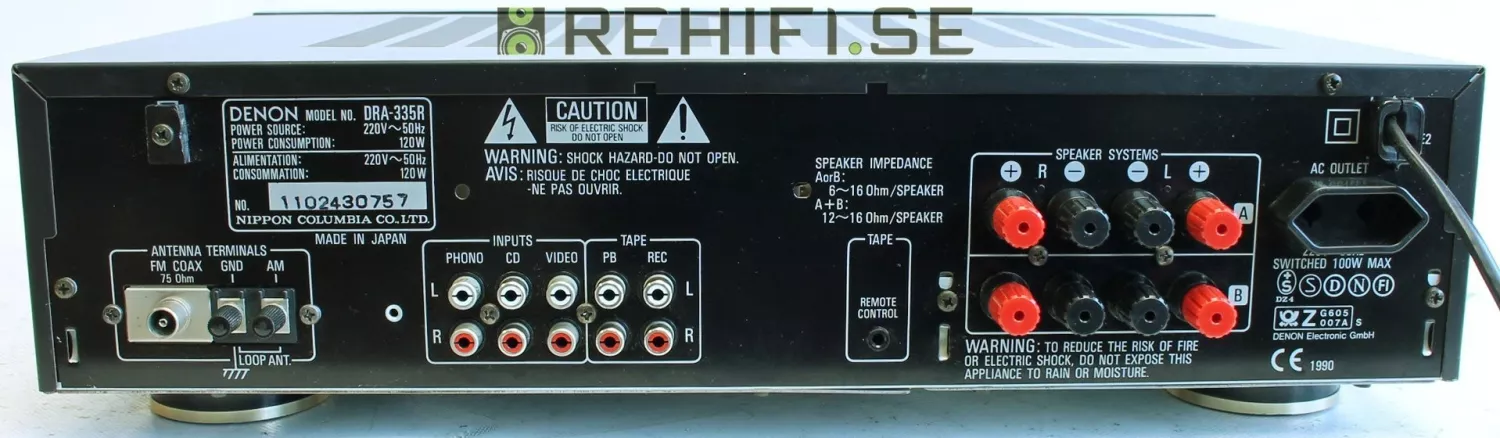 REHIFI.SE
DENON MODEL NO. DRA-335R
POWER SOURCE: 220V～50Hz
POWER CONSUMPTION: 120W
ALIMENTATION: 220V～50Hz
CONSOMMATION: 120W
NO. 1102430757
NIPPON COLUMBIA CO., LTD.
MADE IN JAPAN
CAUTION
RISK OF ELECTRIC SHOCK
DO NOT OPEN
WARNING: SHOCK HAZARD-DO NOT OPEN.
AVIS: RISQUE DE CHOC ELECTRIQUE
-NE PAS OUVRIR.
ANTENNA TERMINALS
FM COAX GND AM
75 Ohm
LOOP ANT.
INPUTS TAPE
PHONO CD VIDEO PB REC
L L
R R
SPEAKER IMPEDANCE
AorB:
6～16 Ohm/SPEAKER
A+B:
12～16 Ohm/SPEAKER
TAPE
REMOTE
CONTROL
SPEAKER SYSTEMS
+ R − − L +
A
B
WARNING: TO REDUCE THE RISK OF FIRE
OR ELECTRIC SHOCK, DO NOT EXPOSE THIS
APPLIANCE TO RAIN OR MOISTURE.
E2
AC OUTLET
SWITCHED 100W MAX
S D N FI
DZ4
Z G605
007A S
DENON Electronic GmbH
CE 1990